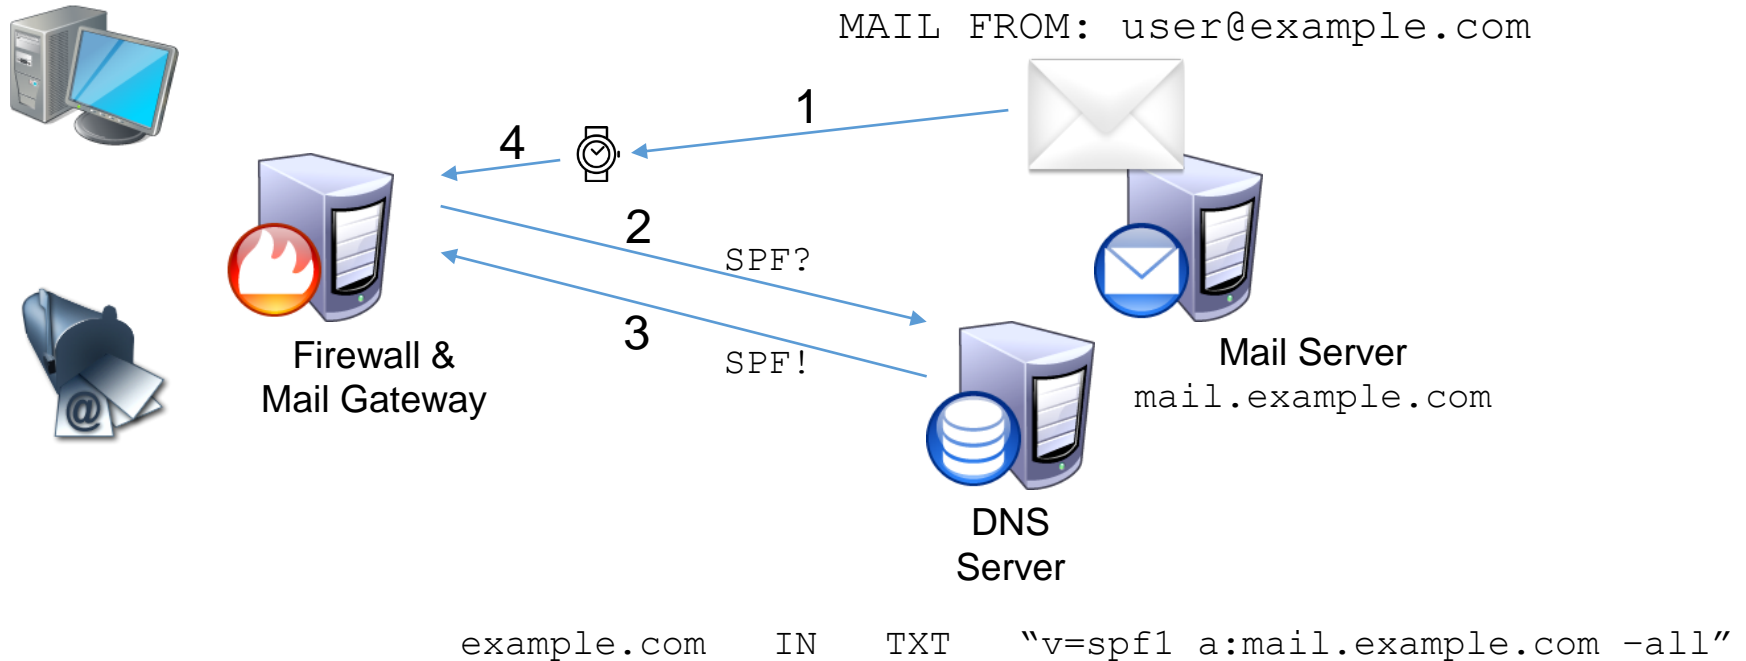 MAIL FROM: user@example.com
1
4
2
SPF?
3
SPF!
Firewall &
Mail Gateway
Mail Server
mail.example.com
@
DNS
Server
example.com IN TXT “v=spf1 a:mail.example.com –all”